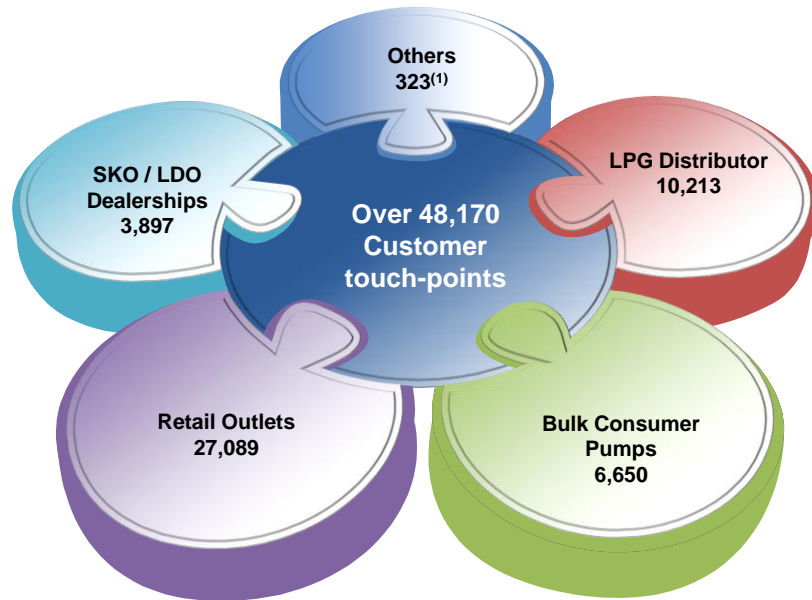 Others
323(1)
SKO / LDO
Dealerships
3,897
LPG Distributor
10,213
Over 48,170
Customer
touch-points
Retail Outlets
27,089
Bulk Consumer
Pumps
6,650